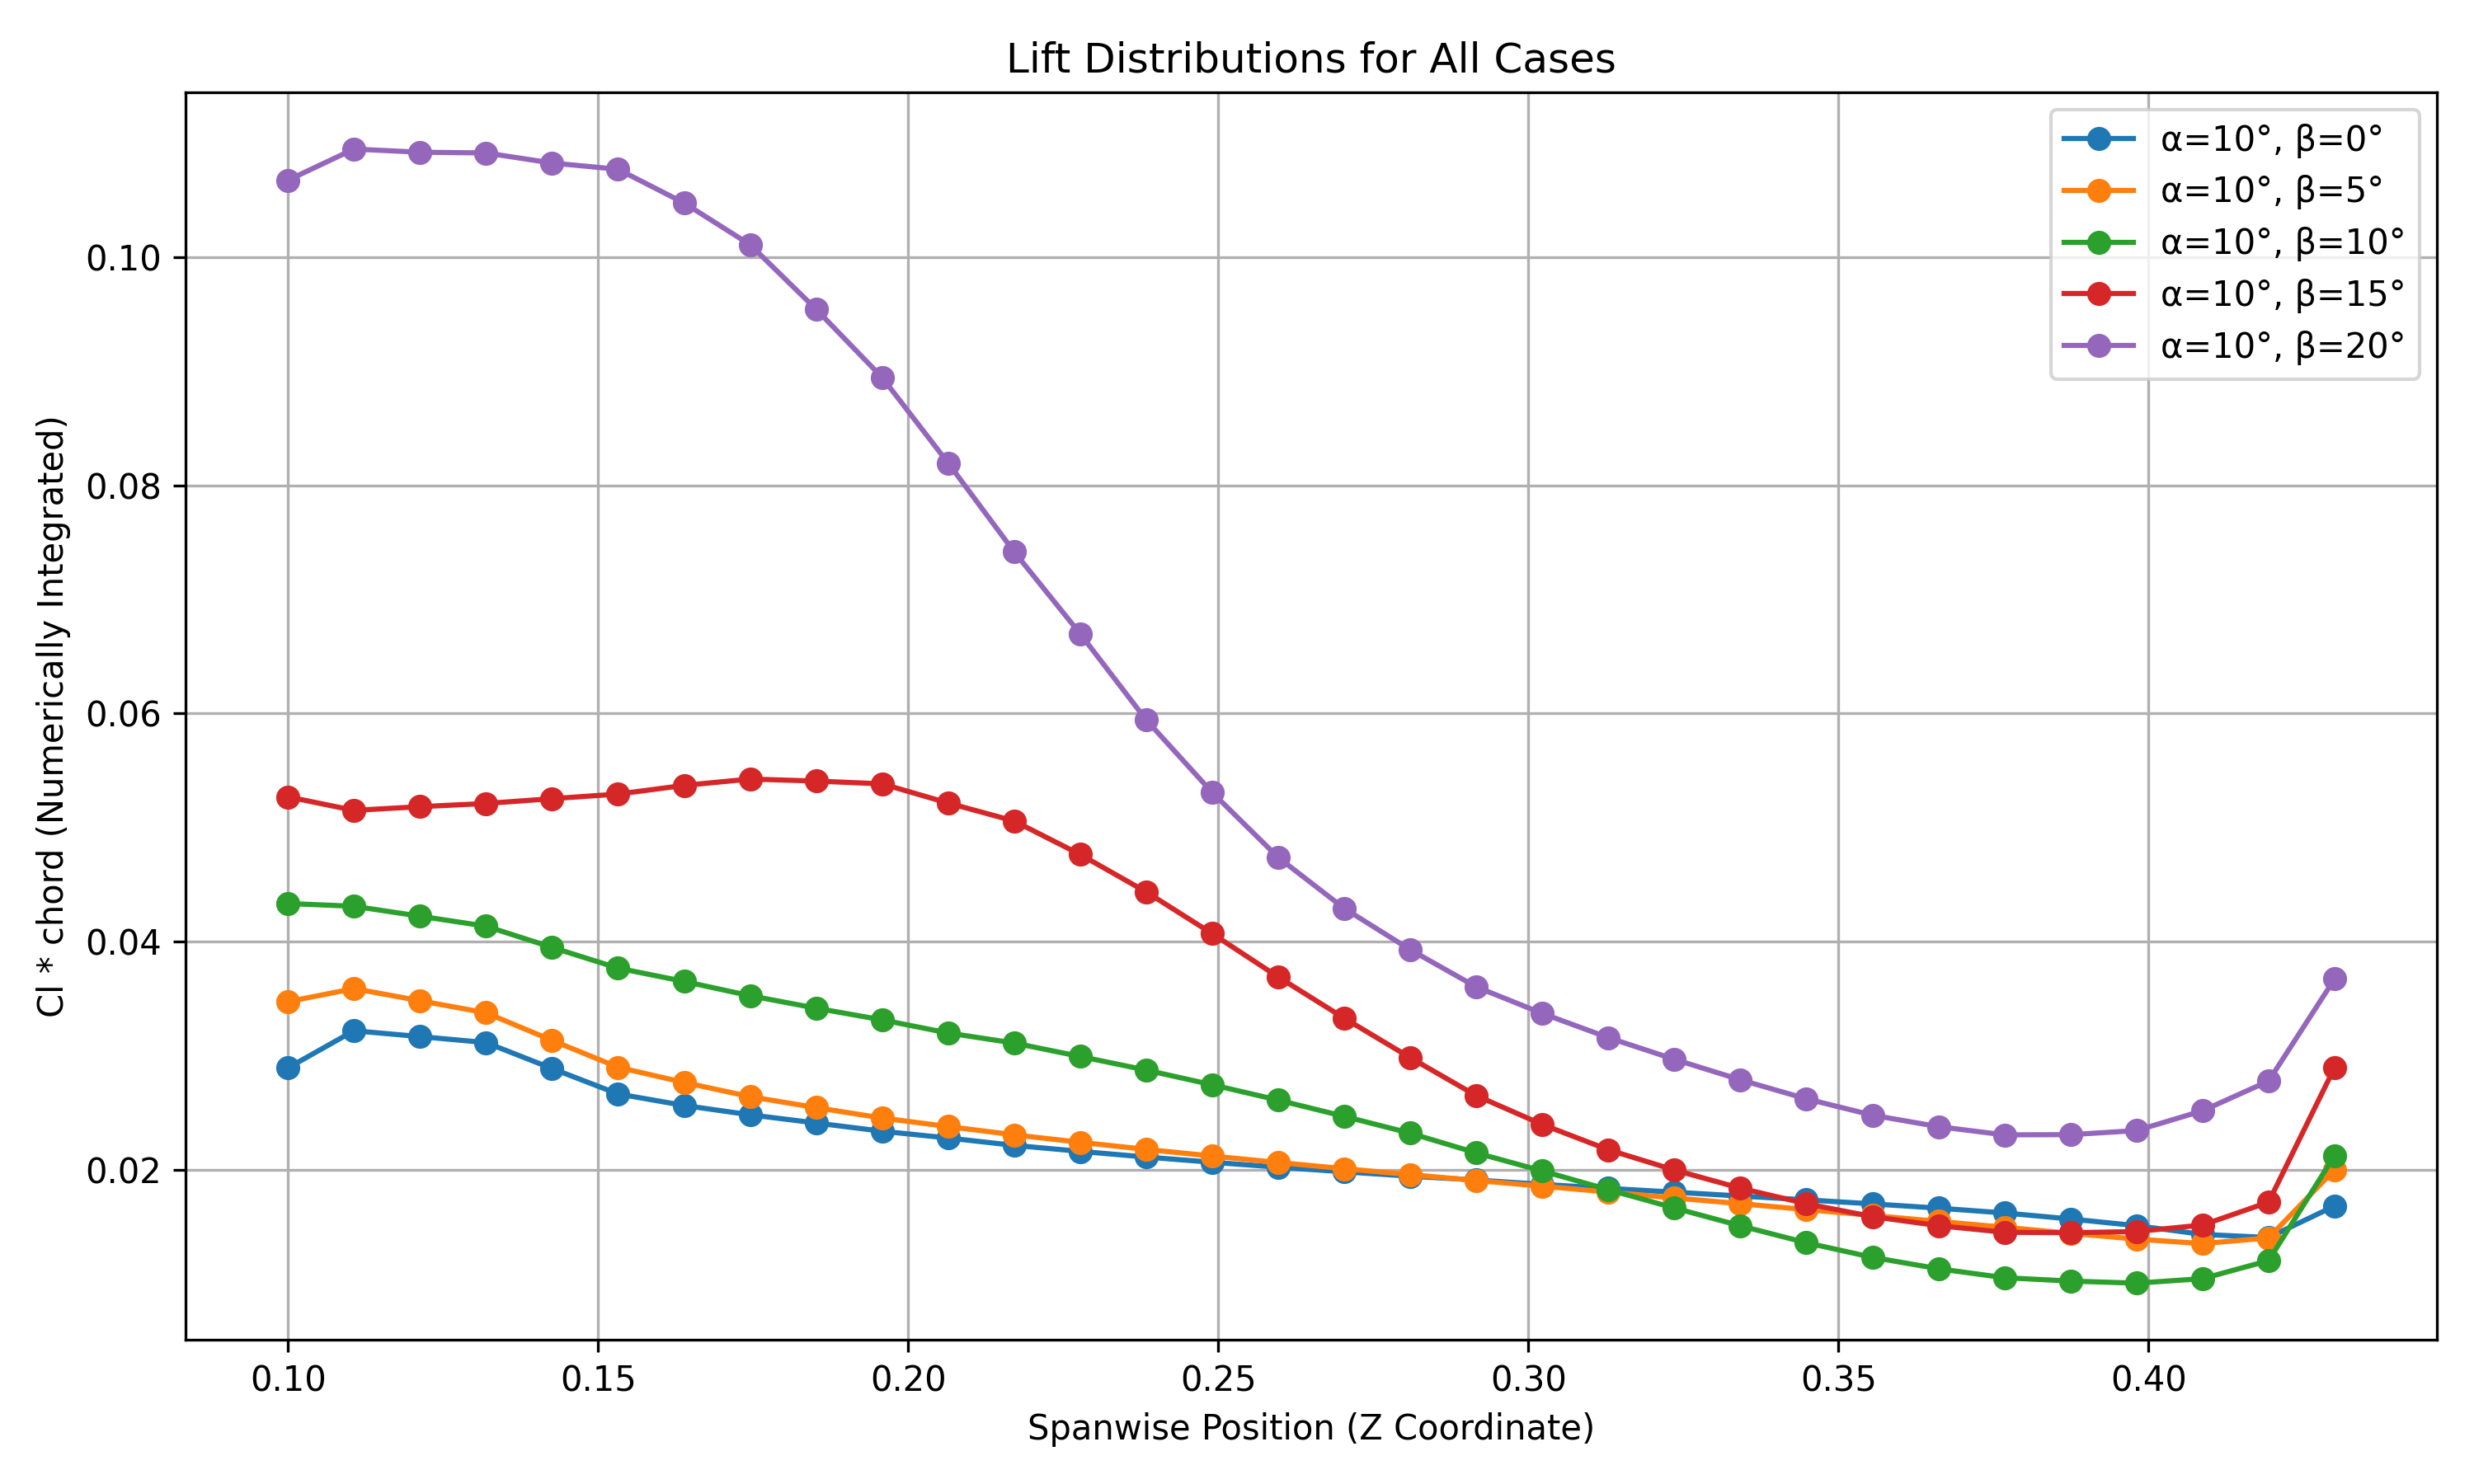 Lift Distributions for All Cases
α=10°, β=0°
α=10°, β=5°
α=10°, β=10°
α=10°, β=15°
α=10°, β=20°
Cl * chord (Numerically Integrated)
0.10
0.08
0.06
0.04
0.02
0.10 0.15 0.20 0.25 0.30 0.35 0.40
Spanwise Position (Z Coordinate)